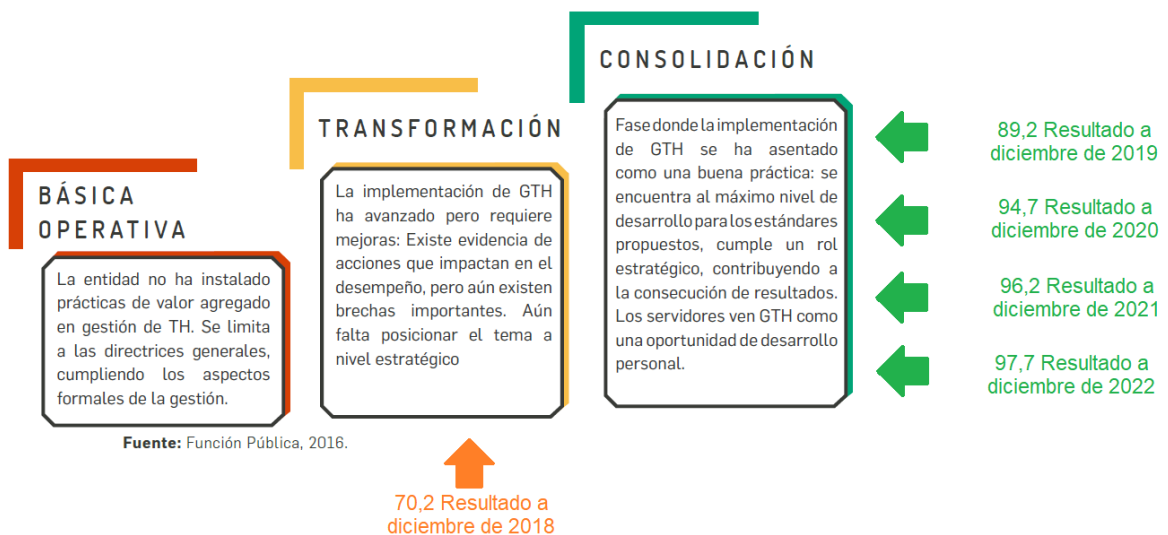 BÁSICA
OPERATIVA
La entidad no ha instalado
prácticas de valor agregado
en gestión de TH. Se limita
a las directrices generales,
cumpliendo los aspectos
formales de la gestión.
Fuente: Función Pública, 2016.
TRANSFORMACIÓN
La implementación de GTH
ha avanzado pero requiere
mejoras: Existe evidencia de
acciones que impactan en el
desempeño, pero aún existen
brechas importantes. Aún
falta posicionar el tema a
nivel estratégico
70,2 Resultado a
diciembre de 2018
CONSOLIDACIÓN
Fase donde la implementación
de GTH se ha asentado
como una buena práctica: se
encuentra al máximo nivel de
desarrollo para los estándares
propuestos, cumple un rol
estratégico, contribuyendo a
la consecución de resultados.
Los servidores ven GTH como
una oportunidad de desarrollo
personal.
89,2 Resultado a
diciembre de 2019
94,7 Resultado a
diciembre de 2020
96,2 Resultado a
diciembre de 2021
97,7 Resultado a
diciembre de 2022